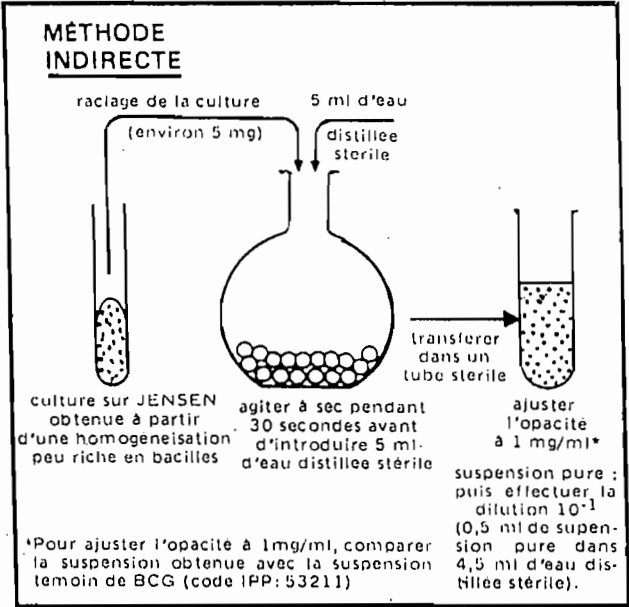 MÉTHODE
INDIRECTE
raclage de la culture
(environ 5 mg)
5 ml d'eau
distillée
sterile
culture sur JENSEN
obtenue à partir
d'une homogéneisation
peu riche en bacilles
agiter à sec pendant
30 secondes avant
d'introduire 5 ml-
d'eau distillée stérile
transférer
dans un
tube stérile
ajuster
l'opacité
à 1 mg/ml*
suspension pure :
puis effectuer la
dilution 10-1
(0,5 ml de supen-
sion pure dans
4,5 ml d'eau dis-
tillée stérile).
*Pour ajuster l'opacité à 1mg/ml, comparer
la suspension obtenue avec la suspension
temoin de BCG (code IPP: 53211)